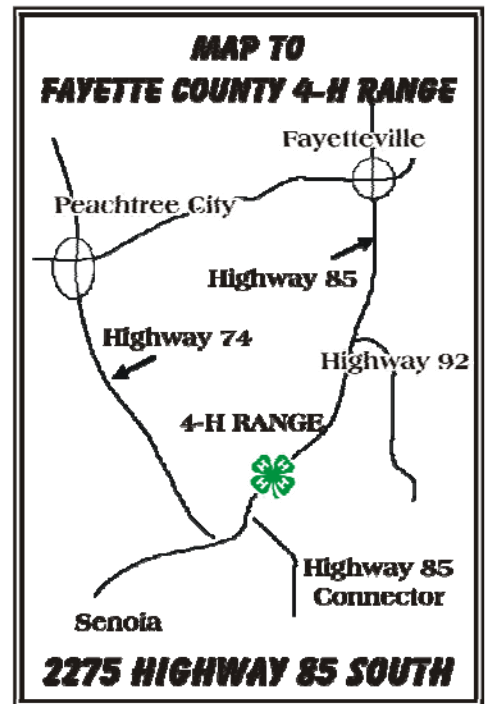 MAP TO
FAYETTE COUNTY 4-H RANGE
Fayetteville
Peachtree City
Highway 85
Highway 74
Highway 92
4-H RANGE
H H
H H
Highway 85
Connector
Senoia
2275 HIGHWAY 85 SOUTH